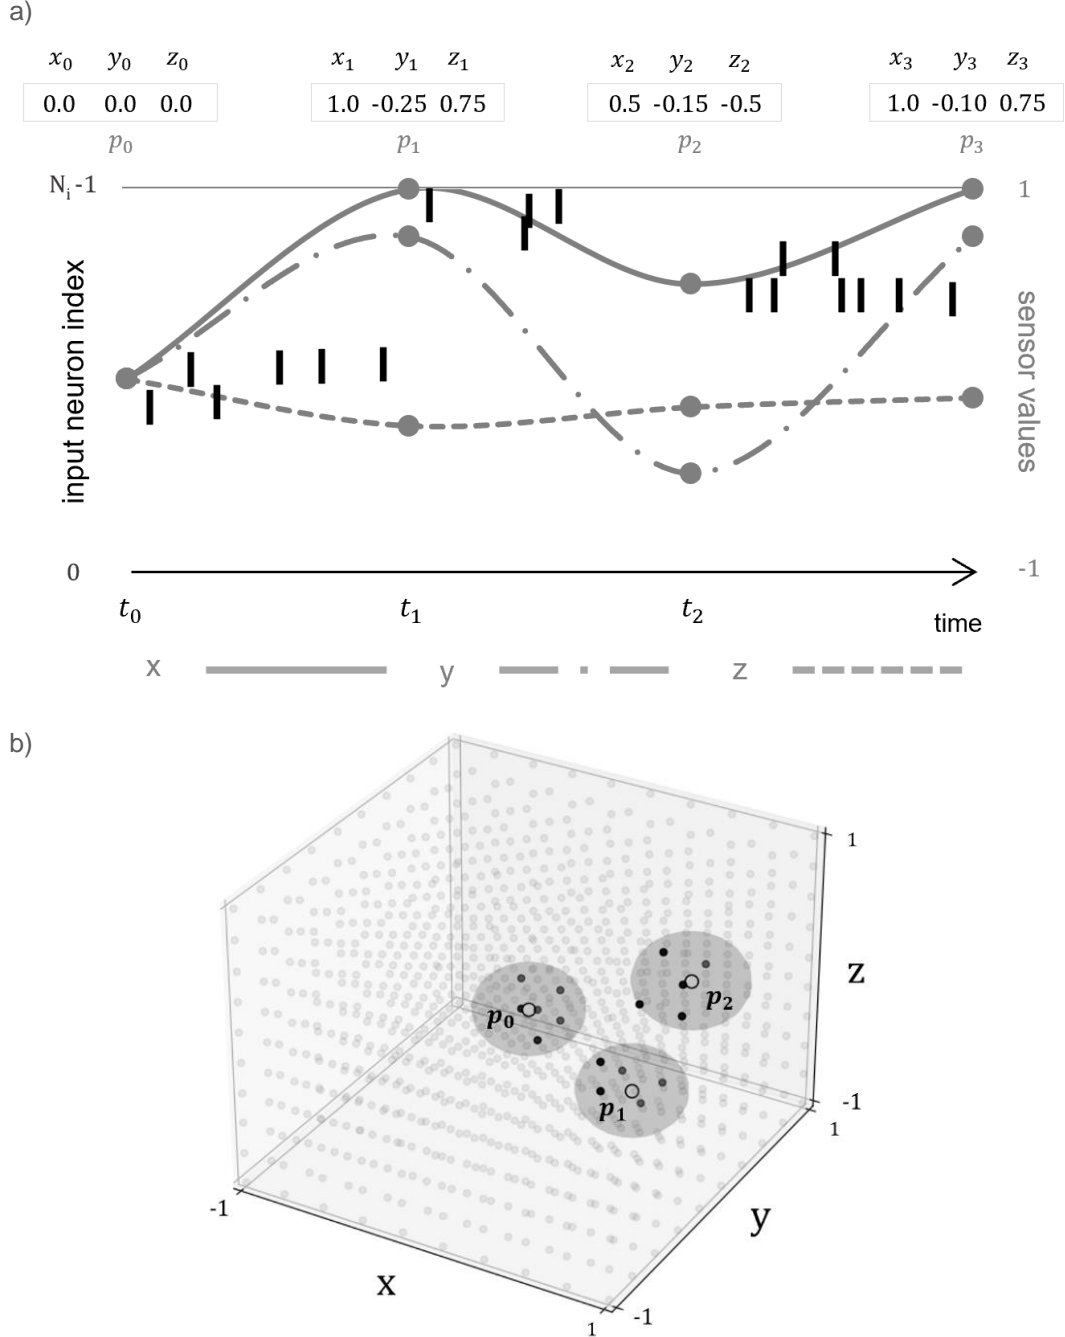 a)
x₀ y₀ z₀ x₁ y₁ z₁ x₂ y₂ z₂ x₃ y₃ z₃
0.0 0.0 0.0 1.0 -0.25 0.75 0.5 -0.15 -0.5 1.0 -0.10 0.75
p₀ p₁ p₂ p₃
Nᵢ-1 1
input neuron index
sensor values
0 -1
t₀ t₁ t₂ time
x y z
b)
1
z
p₂
p₀
p₁
-1
1
-1
y
x
-1
1